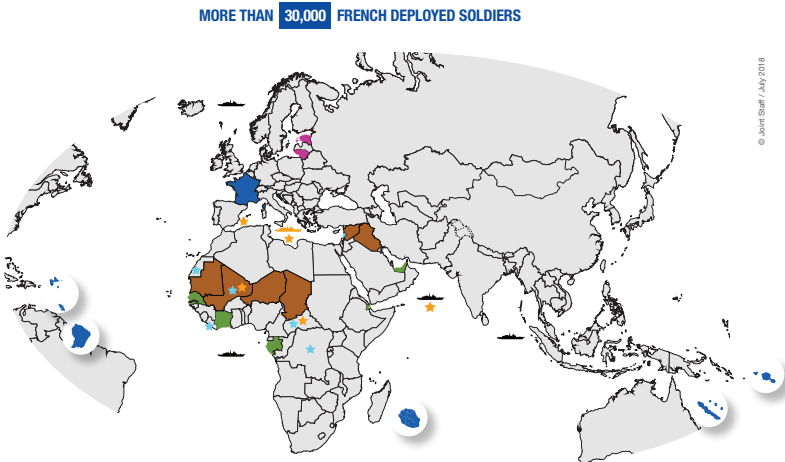 MORE THAN 30,000 FRENCH DEPLOYED SOLDIERS
© Joint Staff / July 2018